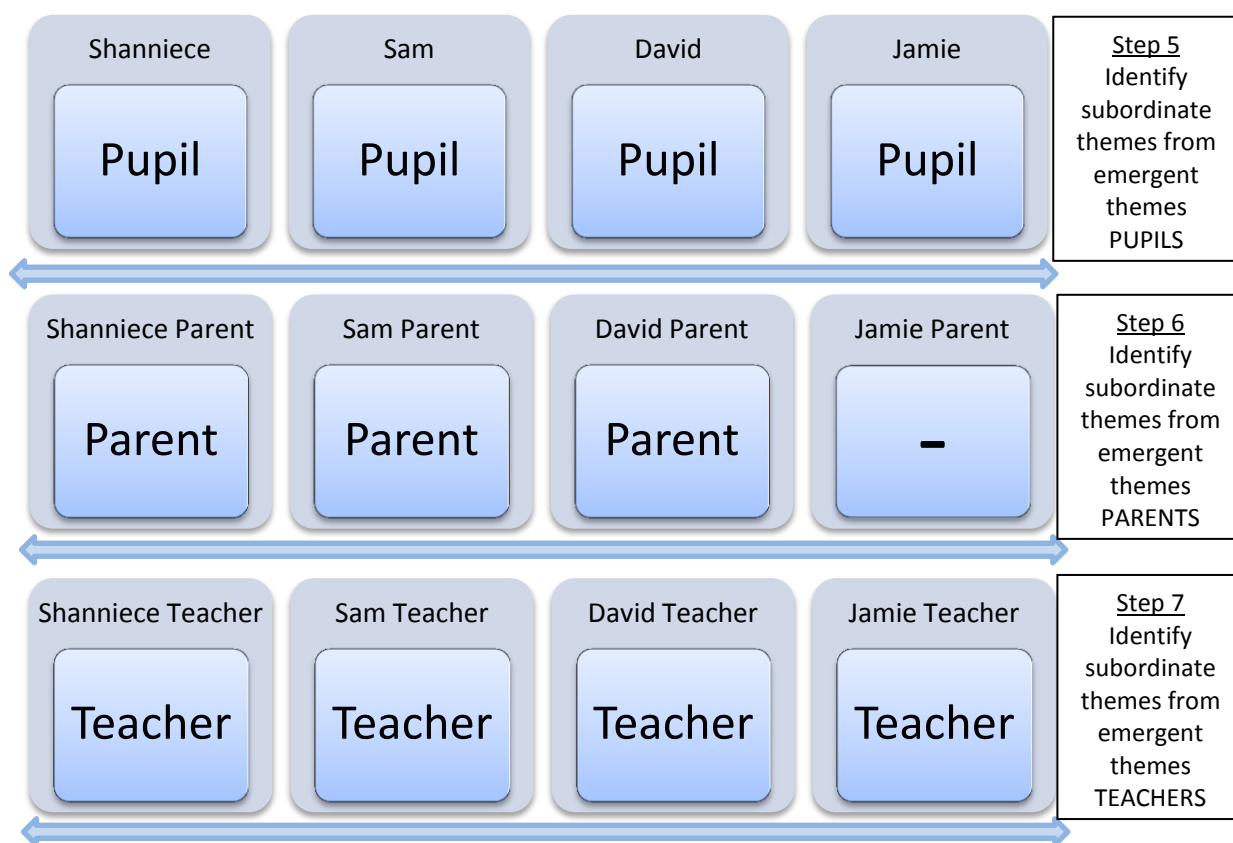 Shanniece
Pupil
Sam
Pupil
David
Pupil
Jamie
Pupil
Step 5
Identify
subordinate
themes from
emergent
themes
PUPILS
Shanniece Parent
Parent
Sam Parent
Parent
David Parent
Parent
Jamie Parent
-
Step 6
Identify
subordinate
themes from
emergent
themes
PARENTS
Shanniece Teacher
Teacher
Sam Teacher
Teacher
David Teacher
Teacher
Jamie Teacher
Teacher
Step 7
Identify
subordinate
themes from
emergent
themes
TEACHERS